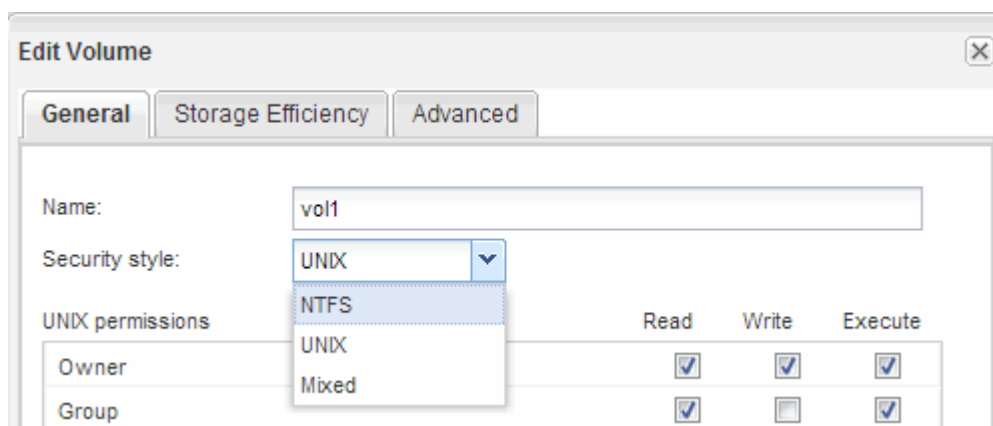 Edit Volume
General Storage Efficiency Advanced
Name: vol1
Security style: UNIX
NTFS
UNIX permissions Read Write Execute
UNIX
Owner
Mixed
Group